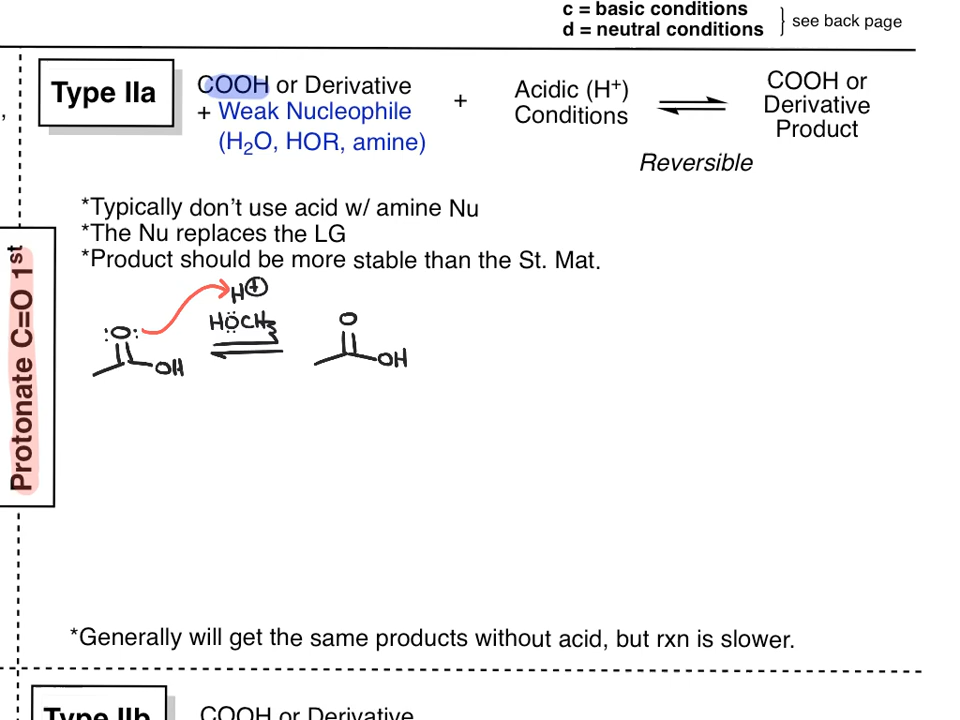 c = basic conditions
d = neutral conditions
see back page
Type IIa
COOH or Derivative
+ Weak Nucleophile
(H₂O, HOR, amine)
+
Acidic (H⁺)
Conditions
Reversible
COOH or
Derivative
Product
*Typically don't use acid w/ amine Nu
*The Nu replaces the LG
*Product should be more stable than the St. Mat.
Protonate C=O 1st
:O:
OH
H⊕
HÖCH₃
O
OH
*Generally will get the same products without acid, but rxn is slower.
Type IIb
COOH or Derivative